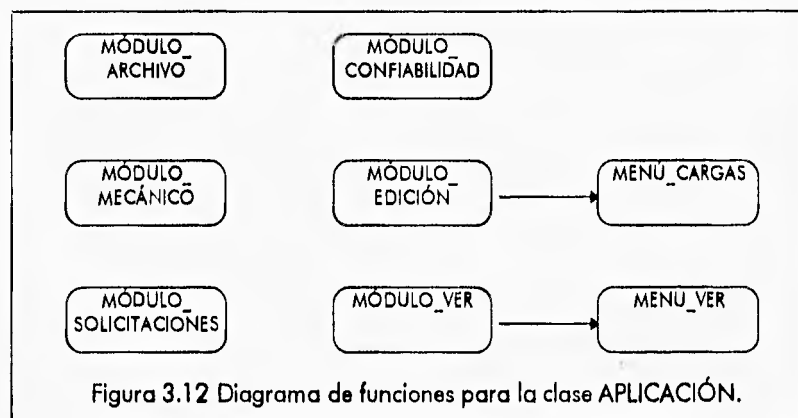 MÓDULO_
ARCHIVO
MÓDULO_
CONFIABILIDAD
MÓDULO_
MECÁNICO
MÓDULO_
EDICIÓN
MENÚ_CARGAS
MÓDULO_
SOLICITACIONES
MÓDULO_VER
MENU_VER
Figura 3.12 Diagrama de funciones para la clase APLICACIÓN.